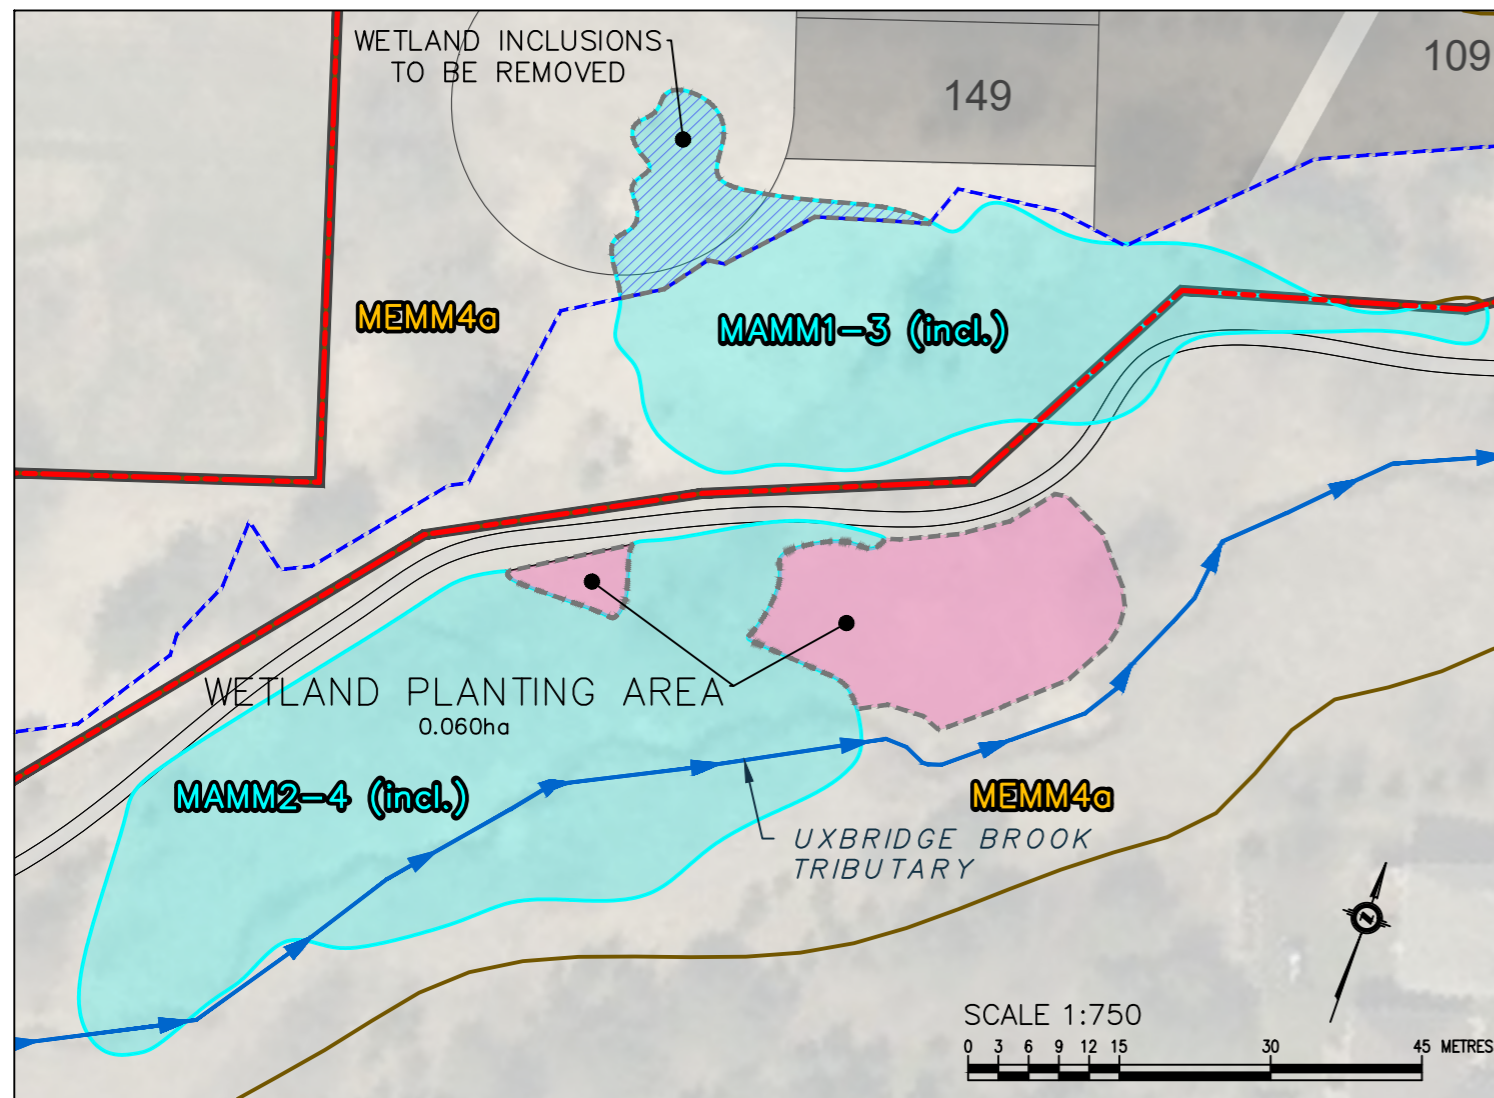 WETLAND INCLUSIONS
TO BE REMOVED
149
109
MEMM4a
MAMM1-3 (incl.)
WETLAND PLANTING AREA
0.060ha
MAMM2-4 (incl.)
MEMM4a
UXBRIDGE BROOK
TRIBUTARY
Z
SCALE 1:750
0 3 6 9 12 15 30 45 METRES